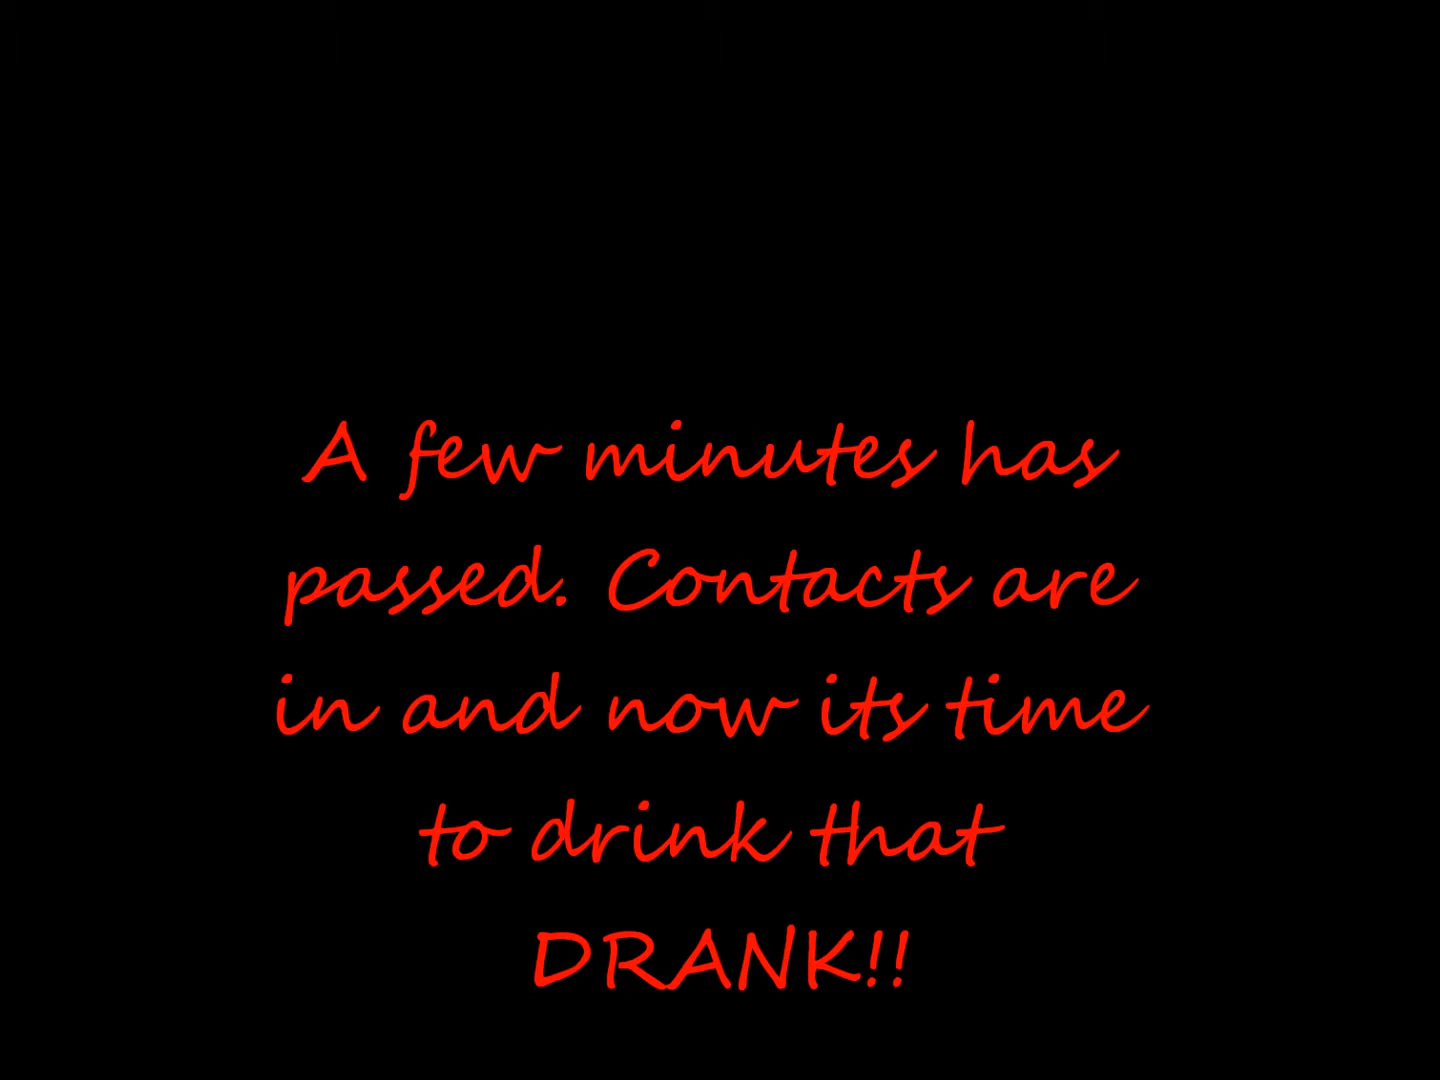 A few minutes has
passed. Contacts are
in and now its time
to drink that
DRANK!!